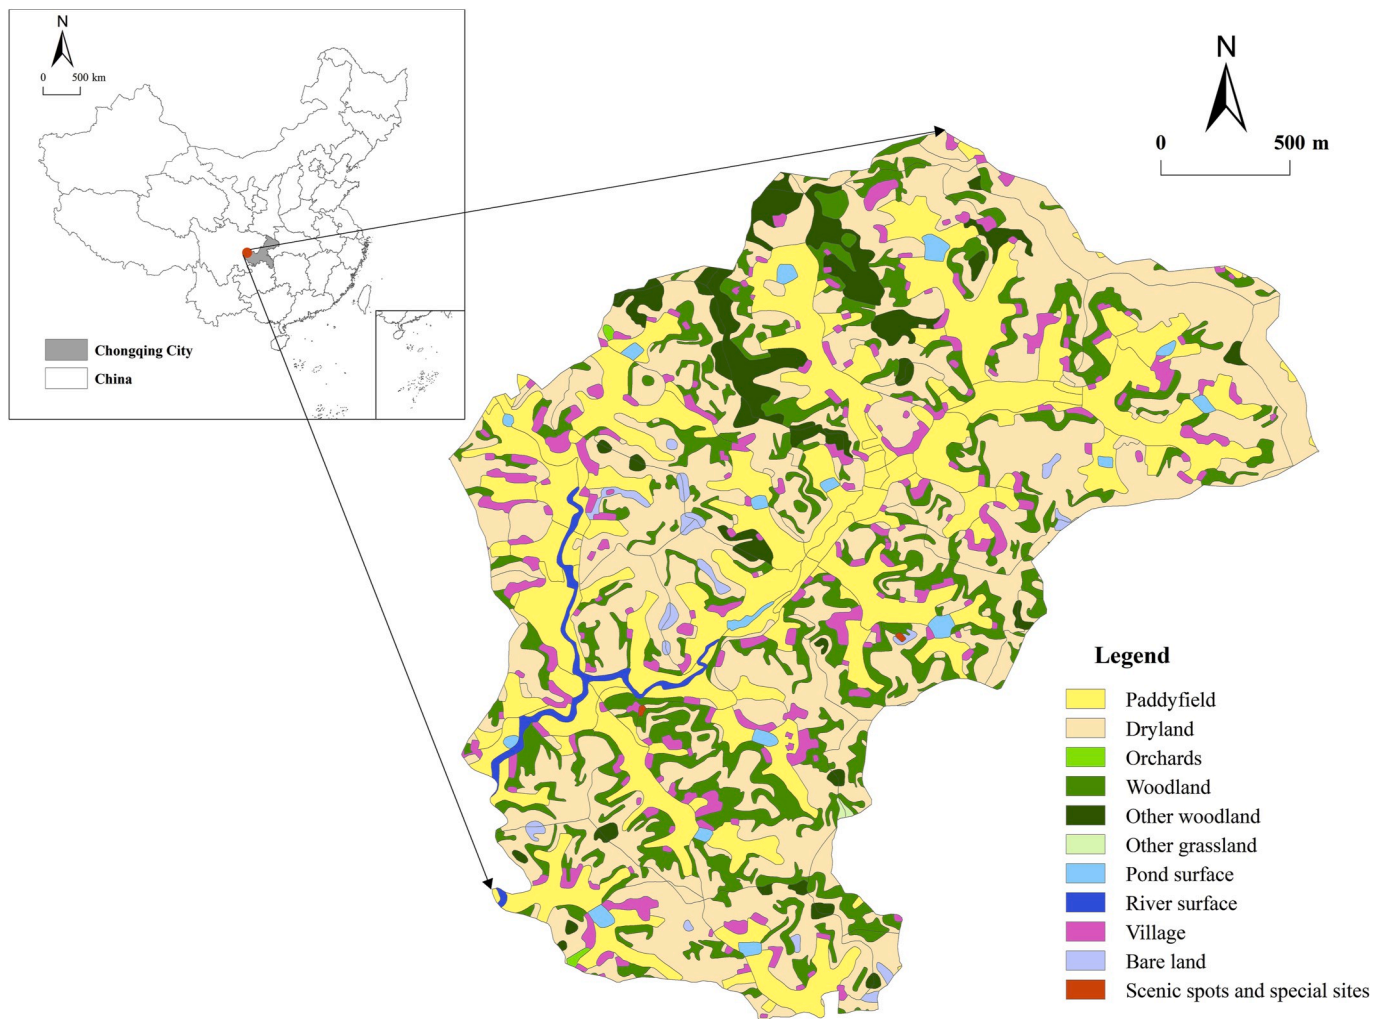 N
0 500 km
Chongqing City
China
N
0 500 m
Legend
Paddyfield
Dryland
Orchards
Woodland
Other woodland
Other grassland
Pond surface
River surface
Village
Bare land
Scenic spots and special sites